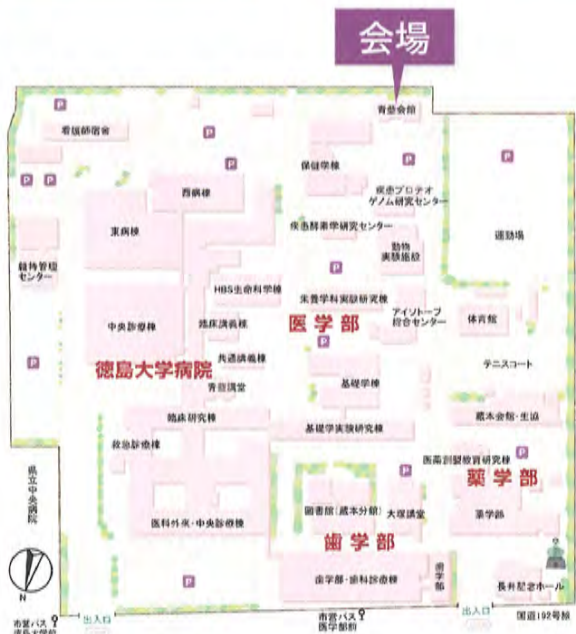 会場
青藍会館
P
看護師宿舎
P
P
保健学棟
P
P
P
P
西病棟
疾患プロテオ
ゲノム研究センター
東病棟
疾患酵素学研究センター
運動場
動物
実験施設
維持管理
センター
P
HBS生命科学棟
栄養学科実験研究棟
中央診療棟
臨床講義棟
医学部
アイソトープ
総合センター
体育館
P
P
共通講義棟
徳島大学病院
青藍講堂
基礎学棟
テニスコート
臨床研究棟
蔵本会館・生協
基礎学実験研究棟
救急診療棟
P
医薬創製教育研究棟
薬学部
P
県立中央病院
図書館(蔵本分館)
大塚講堂
薬学部
医科外来・中央診療棟
歯学部
歯学部・歯科診療棟
歯学部
長井記念ホール
P
N
出入口
市営バス
医学部前
出入口
国道192号線
市営バス